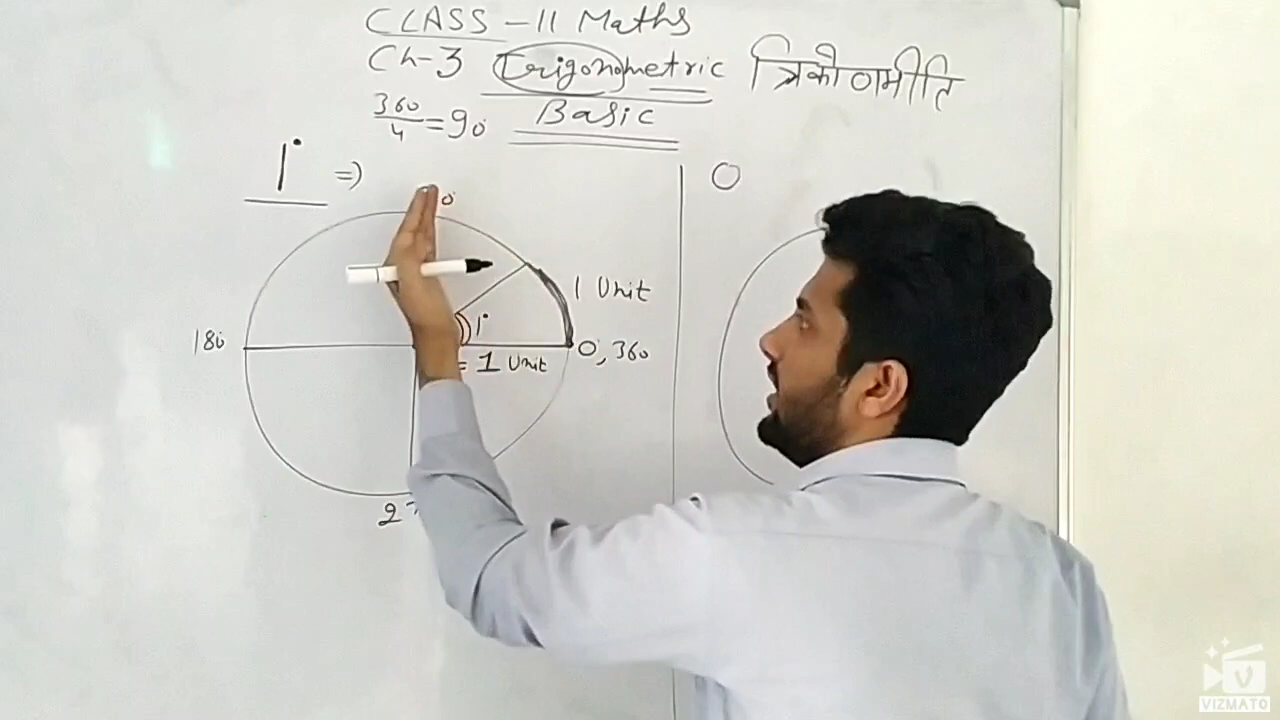 CLASS - 11 Maths
Ch-3 Trigonometric त्रिकौणमीति
360/4 = 90 Basic
1° ⇒
0
1 Unit
180
1°
0, 360
= 1 Unit
VIZMATO